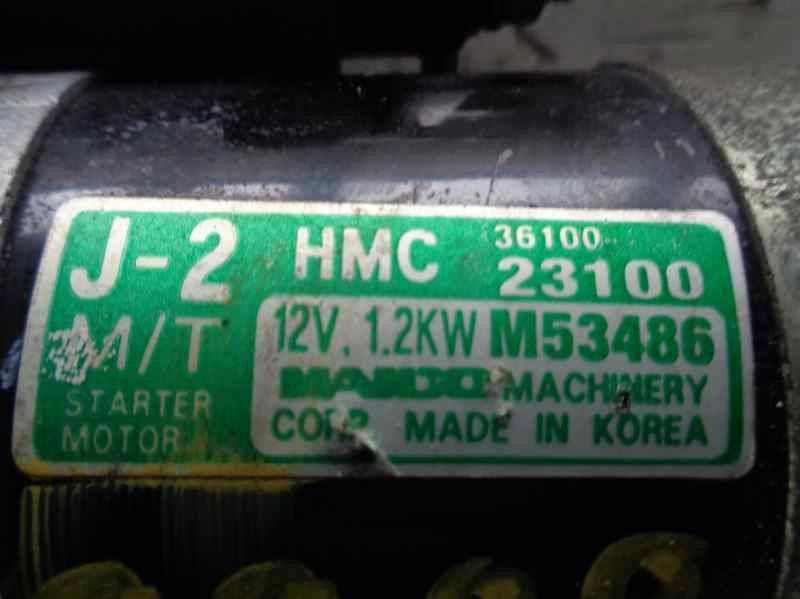 J-2 HMC 36100-
23100
M/T 12V, 1.2KW M53486
STARTER MANDO MACHINERY
MOTOR CORP. MADE IN KOREA